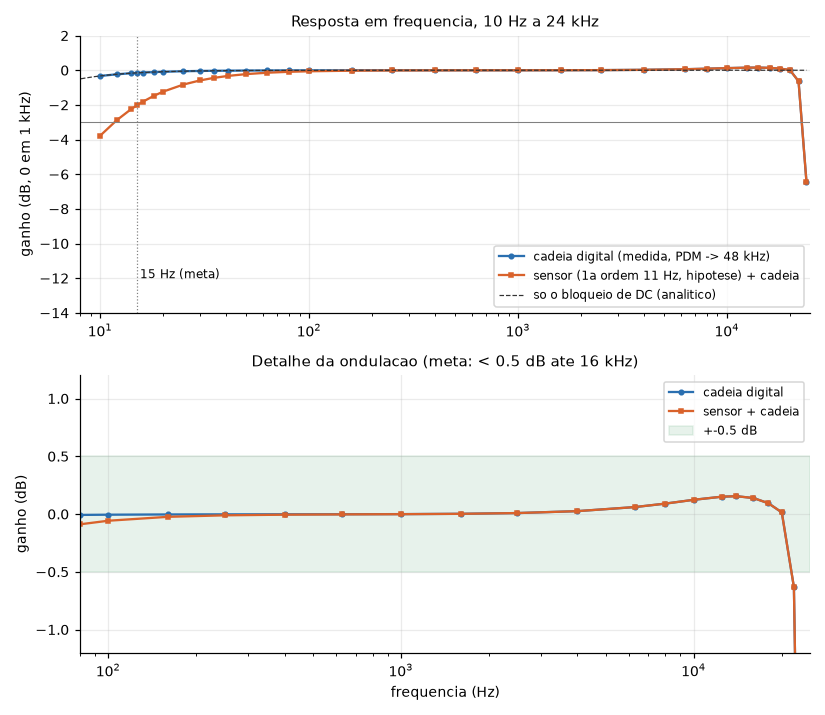 Resposta em frequencia, 10 Hz a 24 kHz
2
0
−2
−4
−6
−8
−10
−12
−14
ganho (dB, 0 em 1 kHz)
15 Hz (meta)
cadeia digital (medida, PDM -> 48 kHz)
sensor (1a ordem 11 Hz, hipotese) + cadeia
so o bloqueio de DC (analitico)
10¹ 10² 10³ 10⁴
Detalhe da ondulacao (meta: < 0.5 dB ate 16 kHz)
1.0
0.5
0.0
−0.5
−1.0
ganho (dB)
cadeia digital
sensor + cadeia
+-0.5 dB
10² 10³ 10⁴
frequencia (Hz)